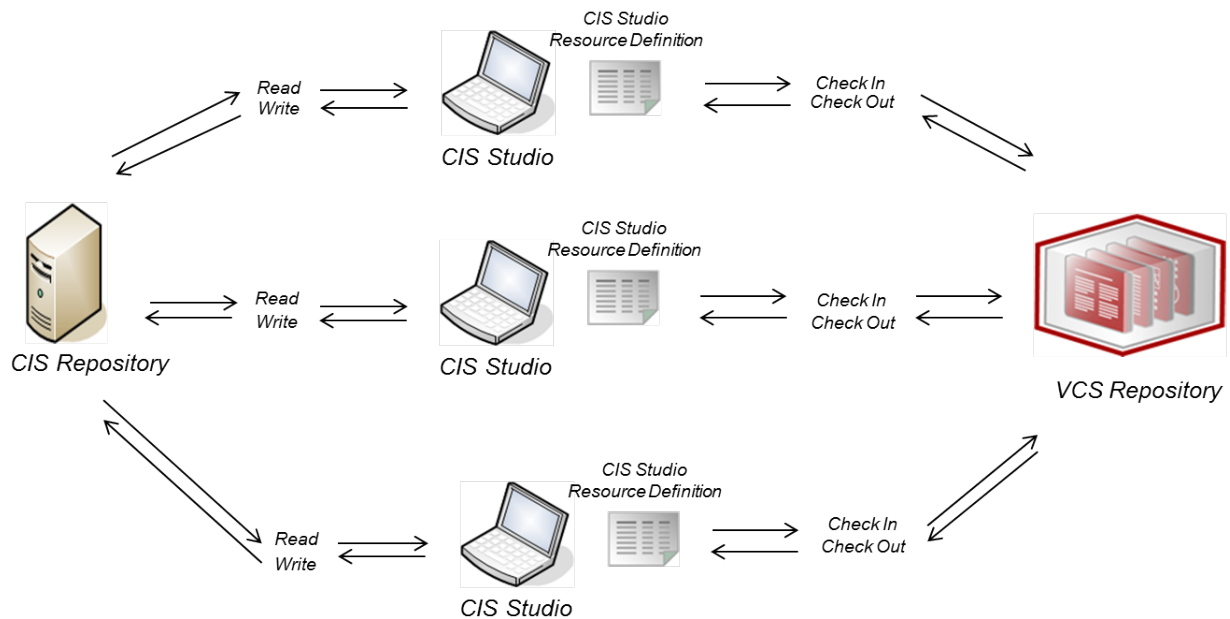 CIS Studio
Resource Definition
Read
Write
Check In
Check Out
CIS Studio
CIS Studio
Resource Definition
Read
Write
Check In
Check Out
CIS Repository
CIS Studio
VCS Repository
CIS Studio
Resource Definition
Read
Write
Check In
Check Out
CIS Studio